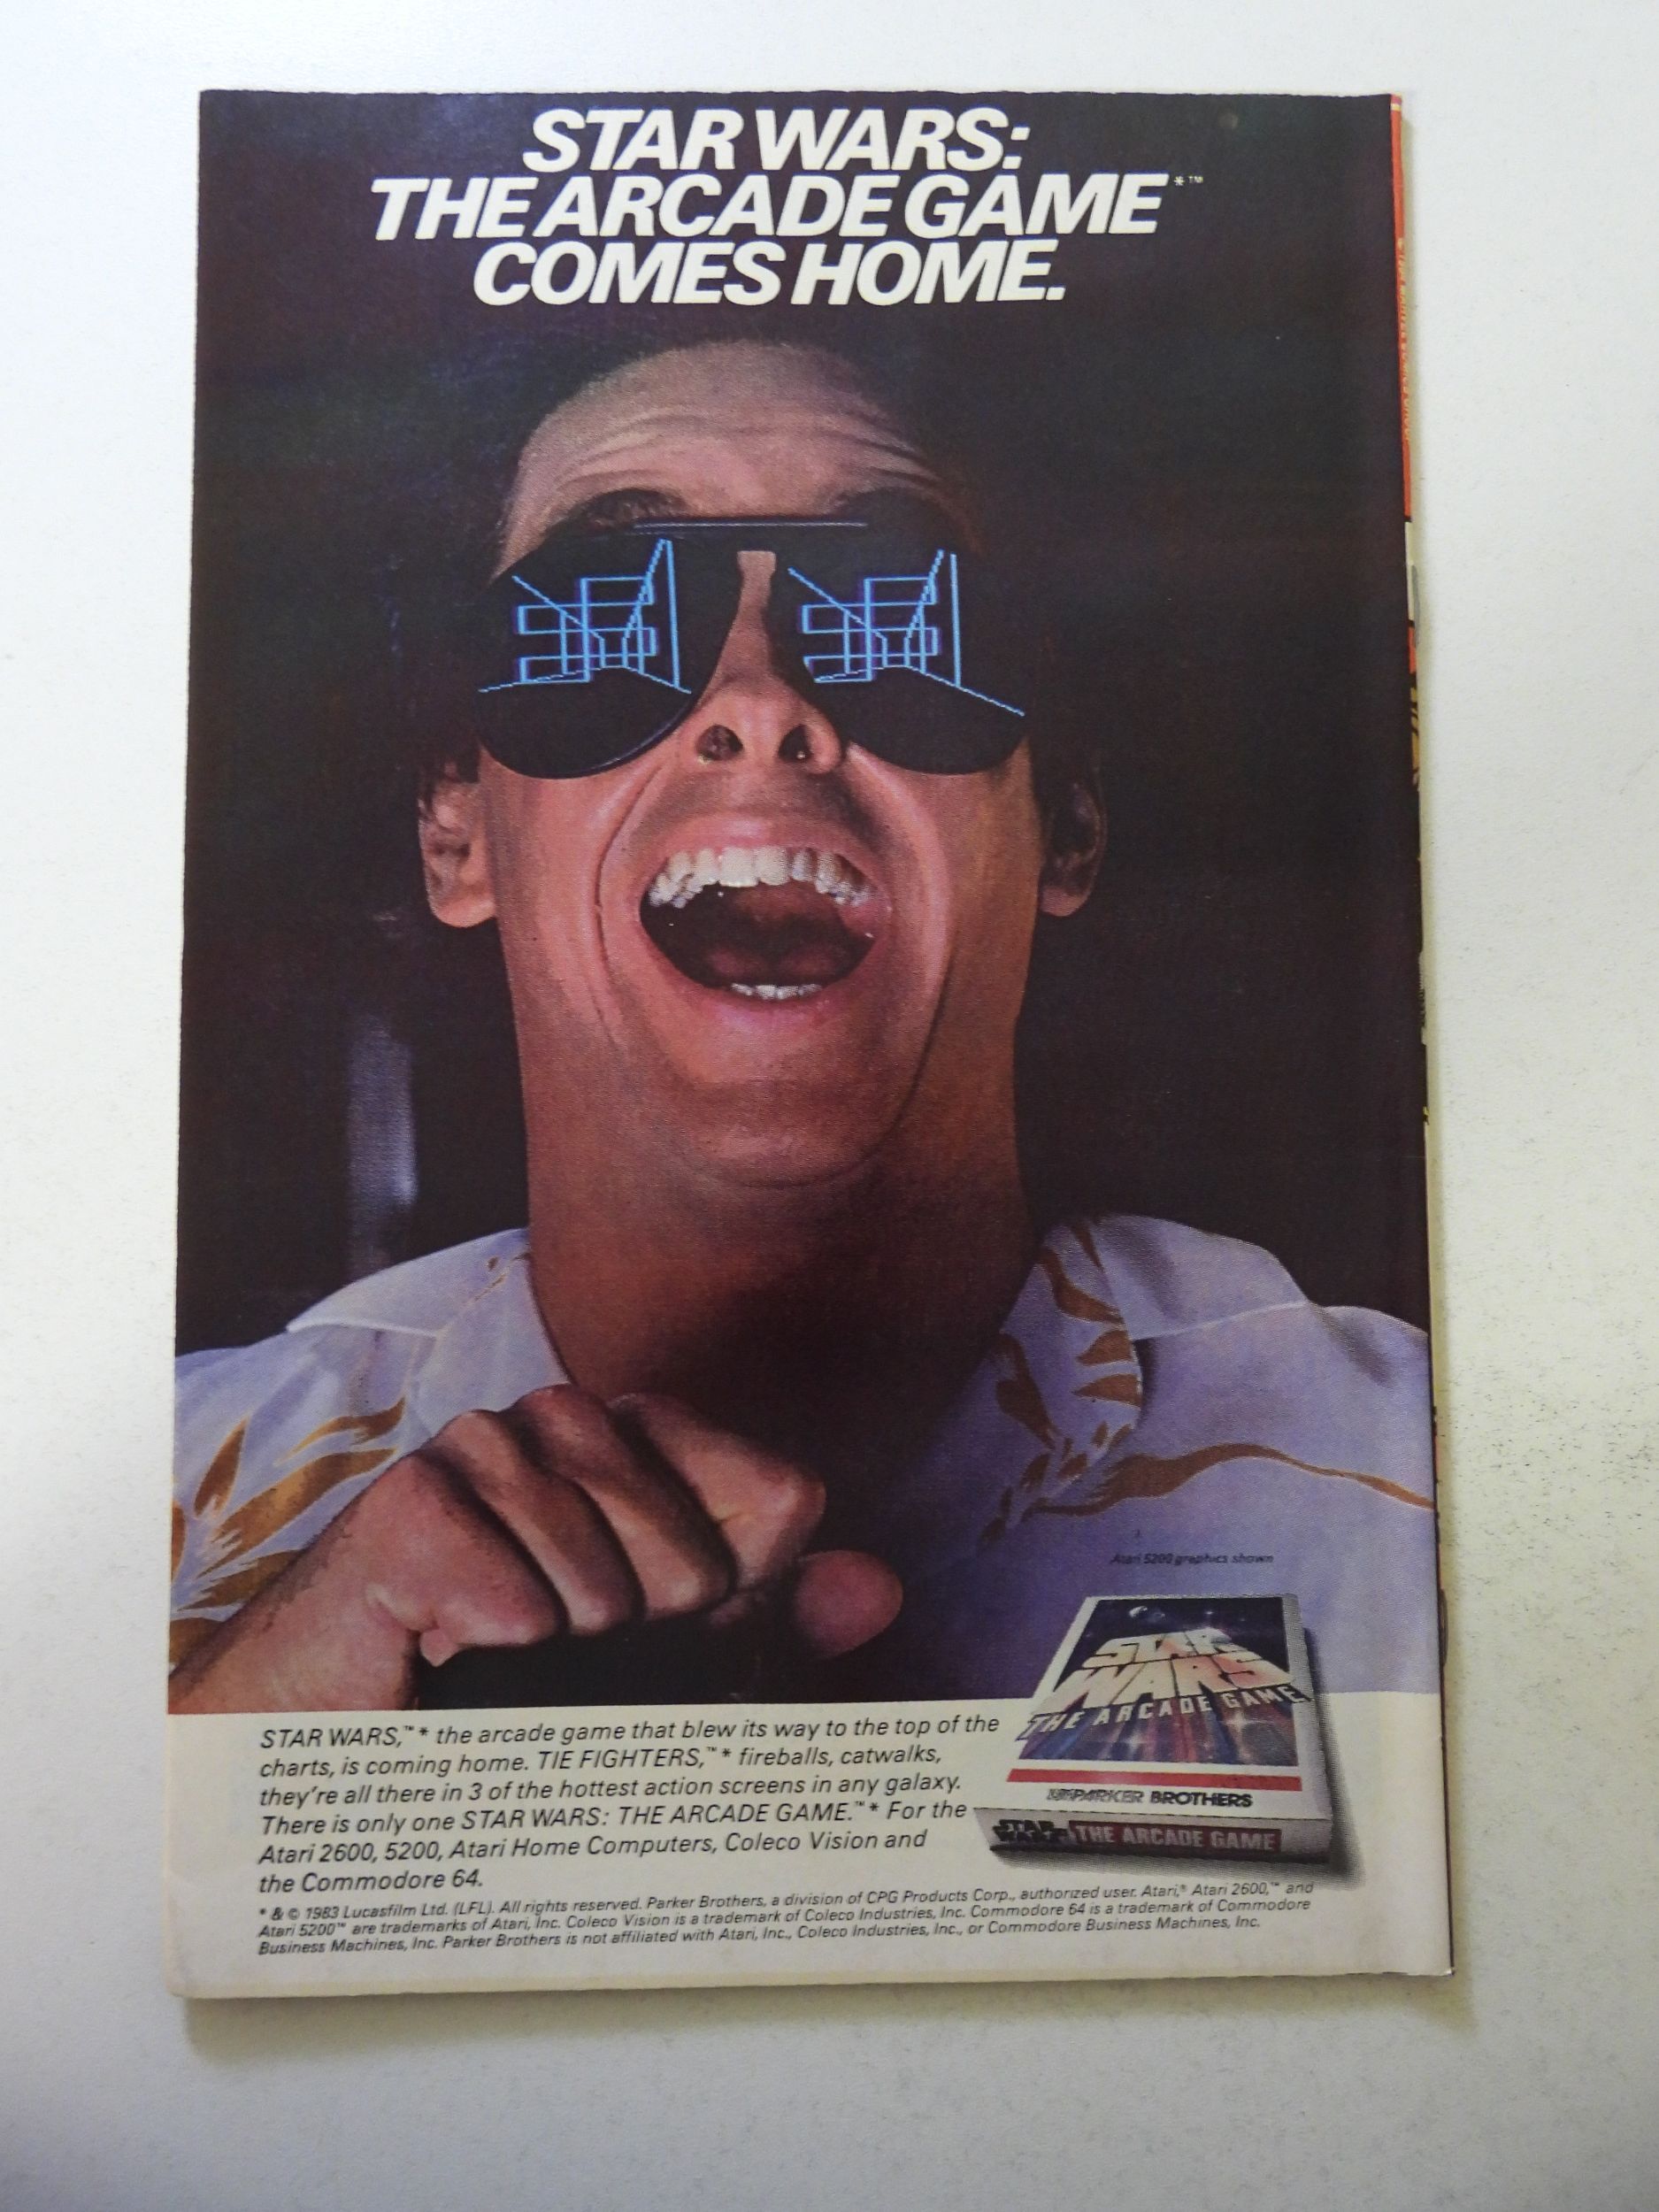 STAR WARS:
THE ARCADE GAME*™
COMES HOME.
Atari 5200 graphics shown
STAR WARS
THE ARCADE GAME
PARKER BROTHERS
STAR WARS THE ARCADE GAME
STAR WARS,™* the arcade game that blew its way to the top of the
charts, is coming home. TIE FIGHTERS,™* fireballs, catwalks,
they're all there in 3 of the hottest action screens in any galaxy.
There is only one STAR WARS: THE ARCADE GAME.™* For the
Atari 2600, 5200, Atari Home Computers, Coleco Vision and
the Commodore 64.
* & © 1983 Lucasfilm Ltd. (LFL). All rights reserved. Parker Brothers, a division of CPG Products Corp., authorized user. Atari,® Atari 2600,™ and
Atari 5200™ are trademarks of Atari, Inc. Coleco Vision is a trademark of Coleco Industries, Inc. Commodore 64 is a trademark of Commodore
Business Machines, Inc. Parker Brothers is not affiliated with Atari, Inc., Coleco Industries, Inc., or Commodore Business Machines, Inc.